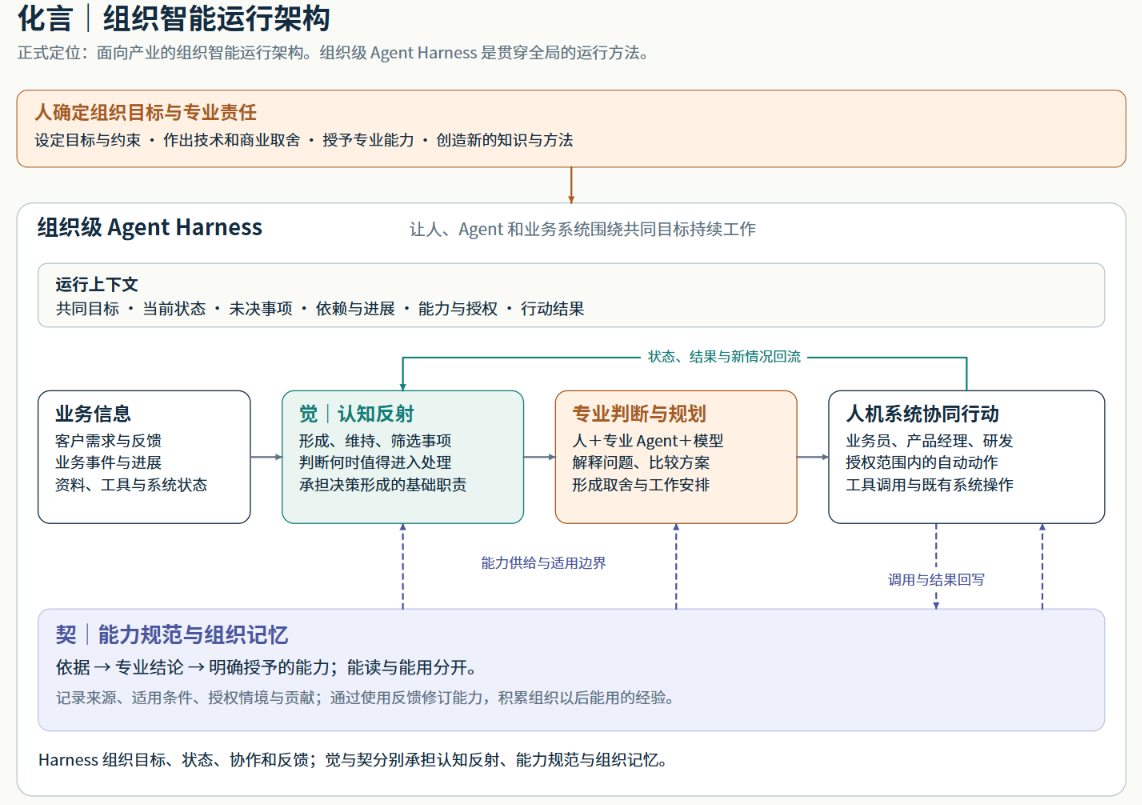 化言｜组织智能运行架构
正式定位：面向产业的组织智能运行架构。组织级 Agent Harness 是贯穿全局的运行方法。
人确定组织目标与专业责任
设定目标与约束 · 作出技术和商业取舍 · 授予专业能力 · 创造新的知识与方法
组织级 Agent Harness
让人、Agent 和业务系统围绕共同目标持续工作
运行上下文
共同目标 · 当前状态 · 未决事项 · 依赖与进展 · 能力与授权 · 行动结果
状态、结果与新情况回流
业务信息
客户需求与反馈
业务事件与进展
资料、工具与系统状态
觉｜认知反射
形成、维持、筛选事项
判断何时值得进入处理
承担决策形成的基础职责
专业判断与规划
人＋专业 Agent＋模型
解释问题、比较方案
形成取舍与工作安排
人机系统协同行动
业务员、产品经理、研发
授权范围内的自动动作
工具调用与既有系统操作
能力供给与适用边界
调用与结果回写
契｜能力规范与组织记忆
依据 → 专业结论 → 明确授予的能力；能读与能用分开。
记录来源、适用条件、授权情境与贡献；通过使用反馈修订能力，积累组织以后能用的经验。
Harness 组织目标、状态、协作和反馈；觉与契分别承担认知反射、能力规范与组织记忆。